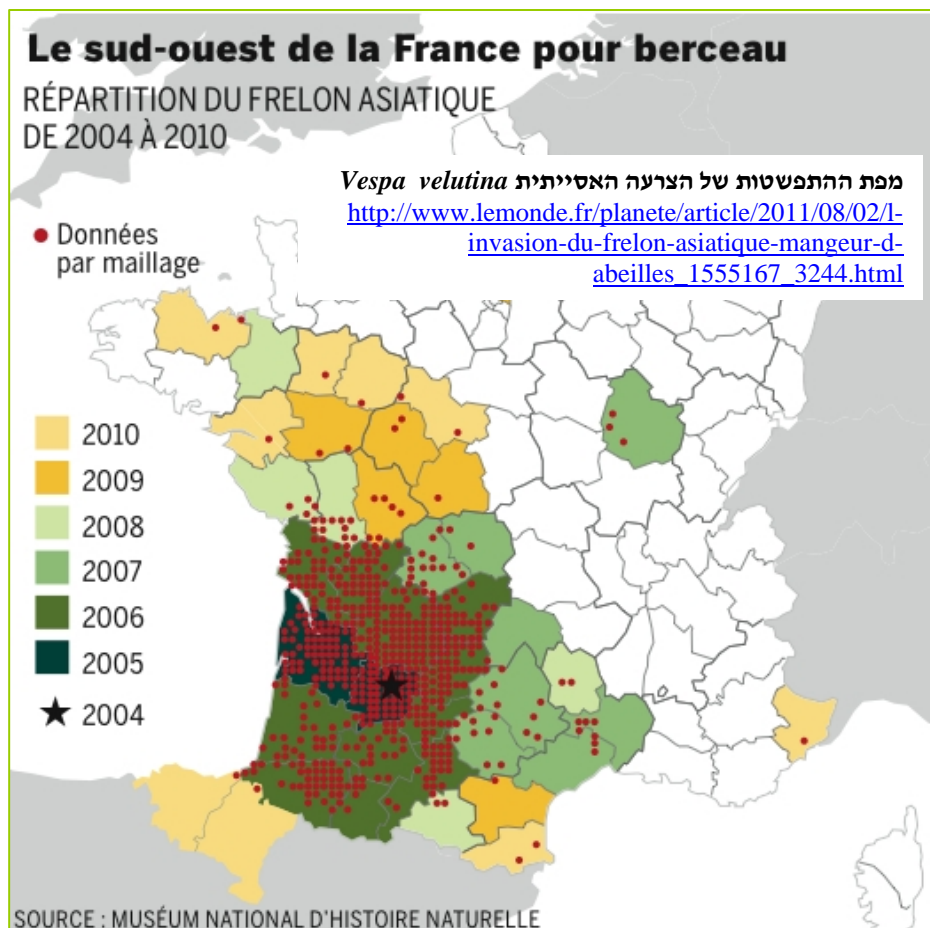 Le sud-ouest de la France pour berceau
RÉPARTITION DU FRELON ASIATIQUE
DE 2004 À 2010
מפת ההתפשטות של הצרעה האסייתית Vespa velutina
http://www.lemonde.fr/planete/article/2011/08/02/l-
invasion-du-frelon-asiatique-mangeur-d-
abeilles_1555167_3244.html
Données
par maillage
2010
2009
2008
2007
2006
2005
2004
SOURCE : MUSÉUM NATIONAL D'HISTOIRE NATURELLE